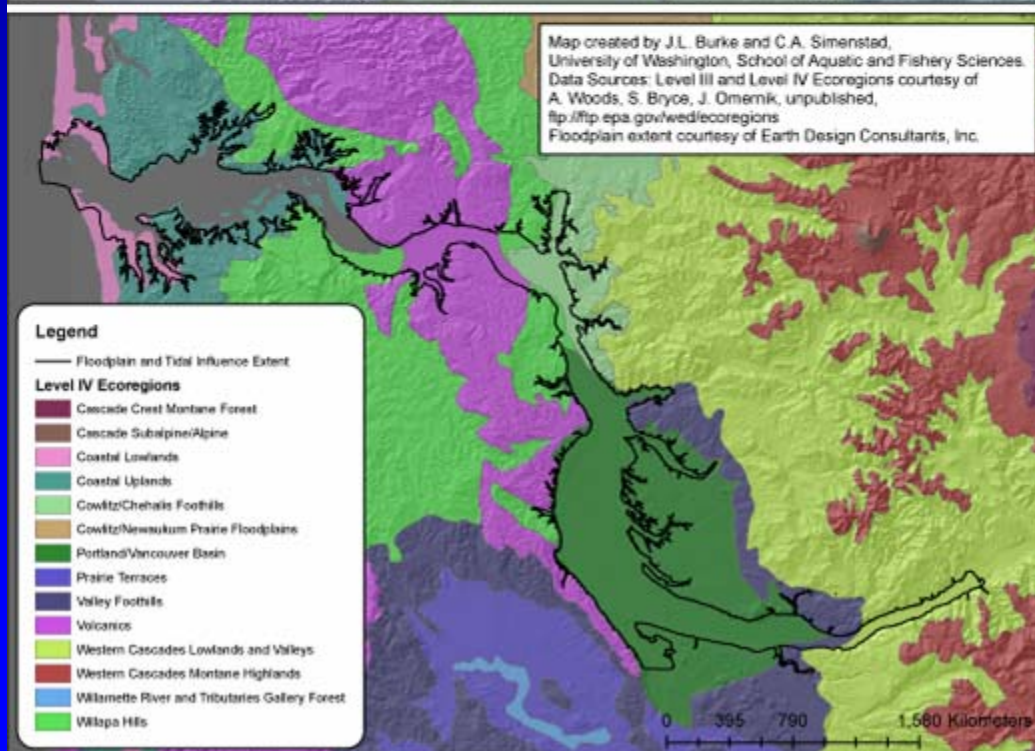 Map created by J.L. Burke and C.A. Simenstad,
University of Washington, School of Aquatic and Fishery Sciences.
Data Sources: Level III and Level IV Ecoregions courtesy of
A. Woods, S. Bryce, J. Omernik, unpublished,
ftp://ftp.epa.gov/wed/ecoregions
Floodplain extent courtesy of Earth Design Consultants, Inc.
Legend
Floodplain and Tidal Influence Extent
Level IV Ecoregions
Cascade Crest Montane Forest
Cascade Subalpine/Alpine
Coastal Lowlands
Coastal Uplands
Cowlitz/Chehalis Foothills
Cowlitz/Newaukum Prairie Floodplains
Portland/Vancouver Basin
Prairie Terraces
Valley Foothills
Volcanics
Western Cascades Lowlands and Valleys
Western Cascades Montane Highlands
Willamette River and Tributaries Gallery Forest
Willapa Hills
0 395 790 1,580 Kilometers